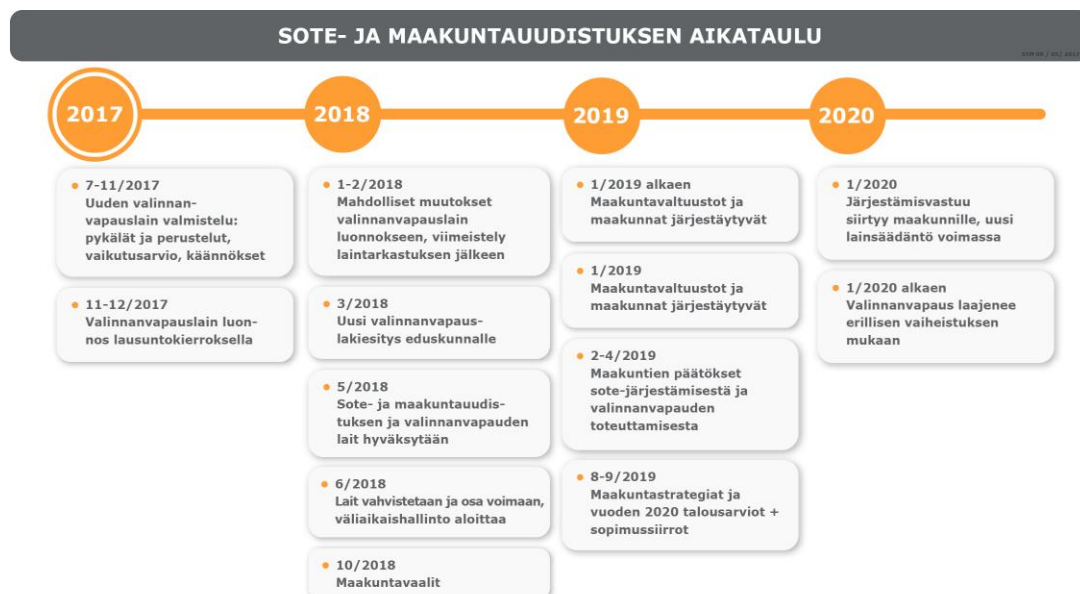 SOTE- JA MAAKUNTAUUDISTUKSEN AIKATAULU
2017
7-11/2017
Uuden valinnan-
vapauslain valmistelu:
pykälät ja perustelut,
vaikutusarvio, käännökset
11-12/2017
Valinnanvapauslain luon-
nos lausuntokierroksella
2018
1-2/2018
Mahdolliset muutokset
valinnanvapauslain
luonnokseen, viimeistely
laintarkastuksen jälkeen
3/2018
Uusi valinnanvapaus-
lakiesitys eduskunnalle
5/2018
Sote- ja maakuntauudis-
tuksen ja valinnanvapauden
lait hyväksytään
6/2018
Lait vahvistetaan ja osa voimaan,
väliaikaishallinto aloittaa
10/2018
Maakuntavaalit
2019
1/2019 alkaen
Maakuntavaltuustot ja
maakunnat järjestäytyvät
1/2019
Maakuntavaltuustot ja
maakunnat järjestäytyvät
2-4/2019
Maakuntien päätökset
sote-järjestämisestä ja
valinnanvapauden
toteuttamisesta
8-9/2019
Maakuntastrategiat ja
vuoden 2020 talousarviot +
sopimussiirrot
2020
1/2020
Järjestämisvastuu
siirtyy maakunnille, uusi
lainsäädäntö voimassa
1/2020 alkaen
Valinnanvapaus laajenee
erillisen vaiheistuksen
mukaan